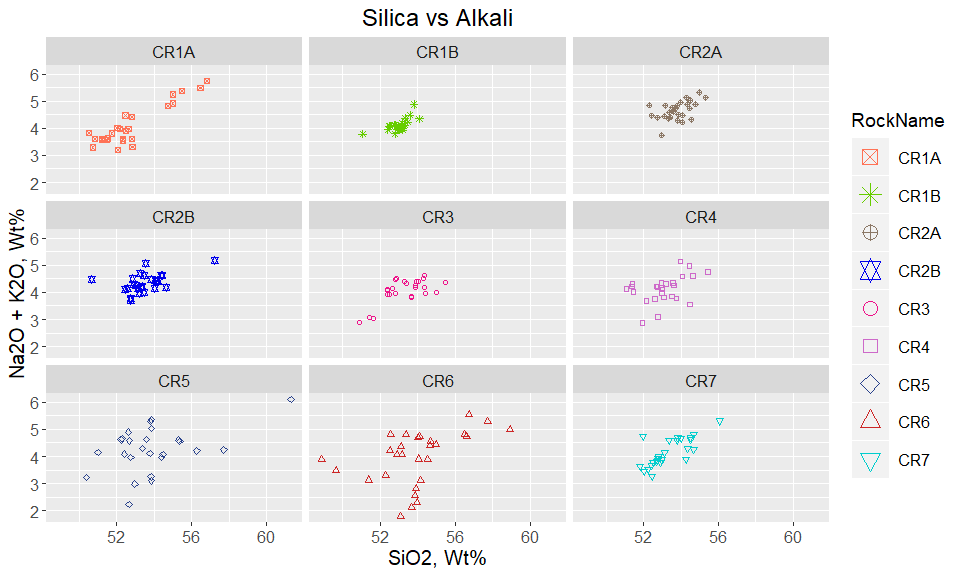 Silica vs Alkali
CR1A CR1B CR2A
6
5
4
3
2
CR2B CR3 CR4
6
5
4
3
2
CR5 CR6 CR7
6
5
4
3
2
52 56 60 52 56 60 52 56 60
SiO2, Wt%
Na2O + K2O, Wt%
RockName
CR1A
CR1B
CR2A
CR2B
CR3
CR4
CR5
CR6
CR7